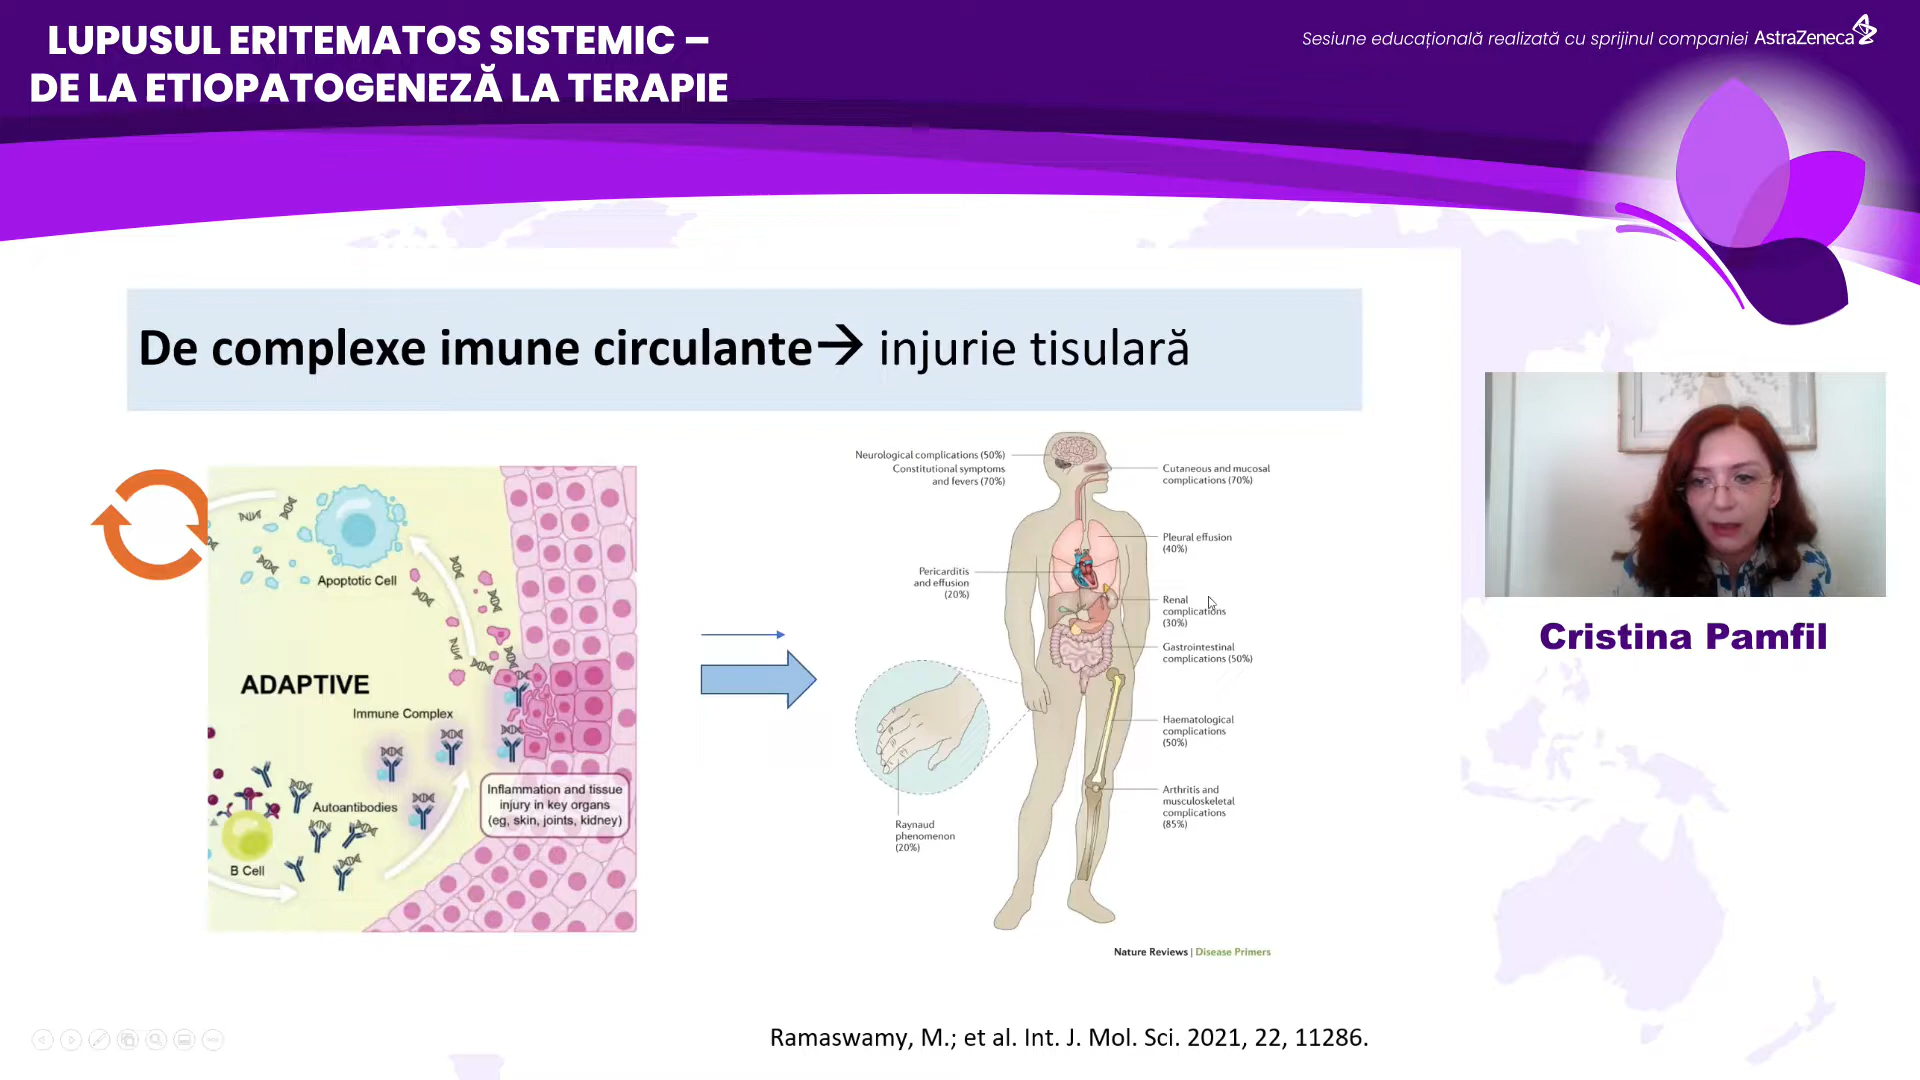 LUPUSUL ERITEMATOS SISTEMIC –
DE LA ETIOPATOGENEZĂ LA TERAPIE
Sesiune educațională realizată cu sprijinul companiei AstraZeneca
De complexe imune circulante→ injurie tisulară
Apoptotic Cell
ADAPTIVE
Immune Complex
Inflammation and tissue
injury in key organs
(eg, skin, joints, kidney)
Autoantibodies
B Cell
Neurological complications (50%)
Constitutional symptoms
and fevers (70%)
Pericarditis
and effusion
(20%)
Raynaud
phenomenon
(20%)
Cutaneous and mucosal
complications (70%)
Pleural effusion
(40%)
Renal
complications
(30%)
Gastrointestinal
complications (50%)
Haematological
complications
(50%)
Arthritis and
musculoskeletal
complications
(85%)
Nature Reviews | Disease Primers
Cristina Pamfil
Ramaswamy, M.; et al. Int. J. Mol. Sci. 2021, 22, 11286.